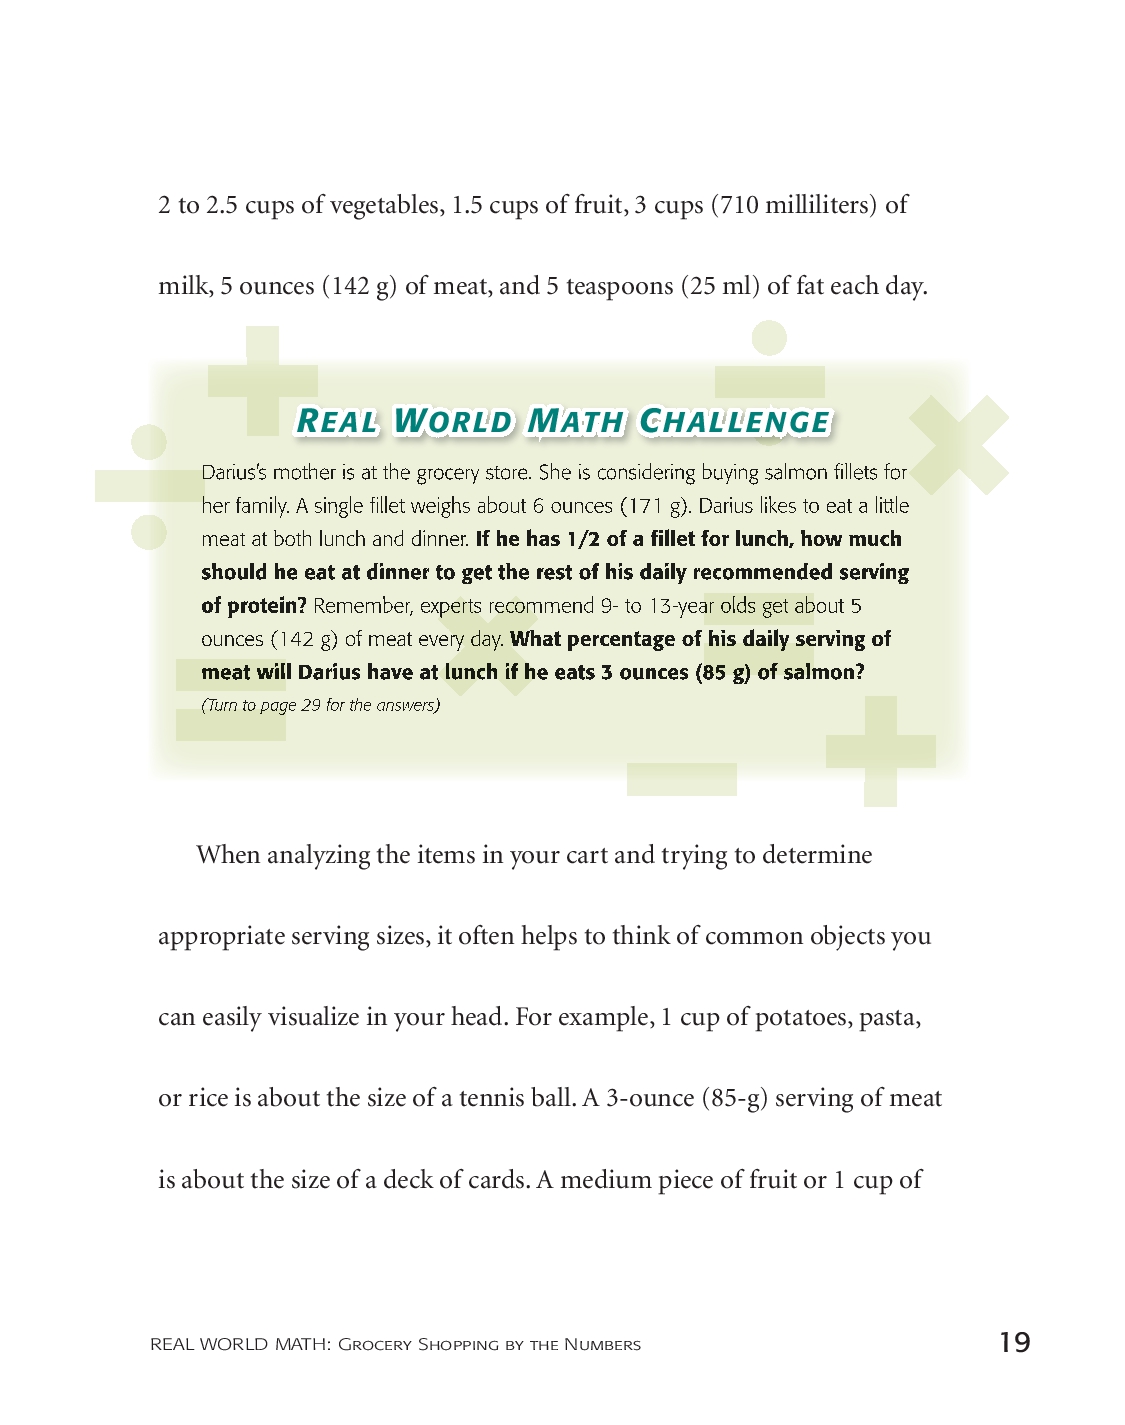 2 to 2.5 cups of vegetables, 1.5 cups of fruit, 3 cups (710 milliliters) of
milk, 5 ounces (142 g) of meat, and 5 teaspoons (25 ml) of fat each day.
REAL WORLD MATH CHALLENGE
Darius's mother is at the grocery store. She is considering buying salmon fillets for
her family. A single fillet weighs about 6 ounces (171 g). Darius likes to eat a little
meat at both lunch and dinner. If he has 1/2 of a fillet for lunch, how much
should he eat at dinner to get the rest of his daily recommended serving
of protein? Remember, experts recommend 9- to 13-year olds get about 5
ounces (142 g) of meat every day. What percentage of his daily serving of
meat will Darius have at lunch if he eats 3 ounces (85 g) of salmon?
(Turn to page 29 for the answers)
When analyzing the items in your cart and trying to determine
appropriate serving sizes, it often helps to think of common objects you
can easily visualize in your head. For example, 1 cup of potatoes, pasta,
or rice is about the size of a tennis ball. A 3-ounce (85-g) serving of meat
is about the size of a deck of cards. A medium piece of fruit or 1 cup of
REAL WORLD MATH: GROCERY SHOPPING BY THE NUMBERS 19